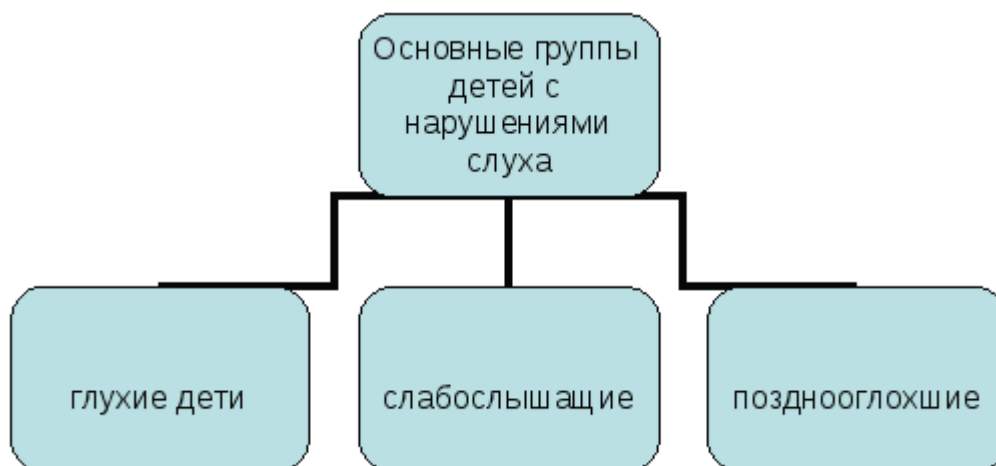 Основные группы
детей с
нарушениями
слуха
глухие дети
слабослышащие
позднооглохшие